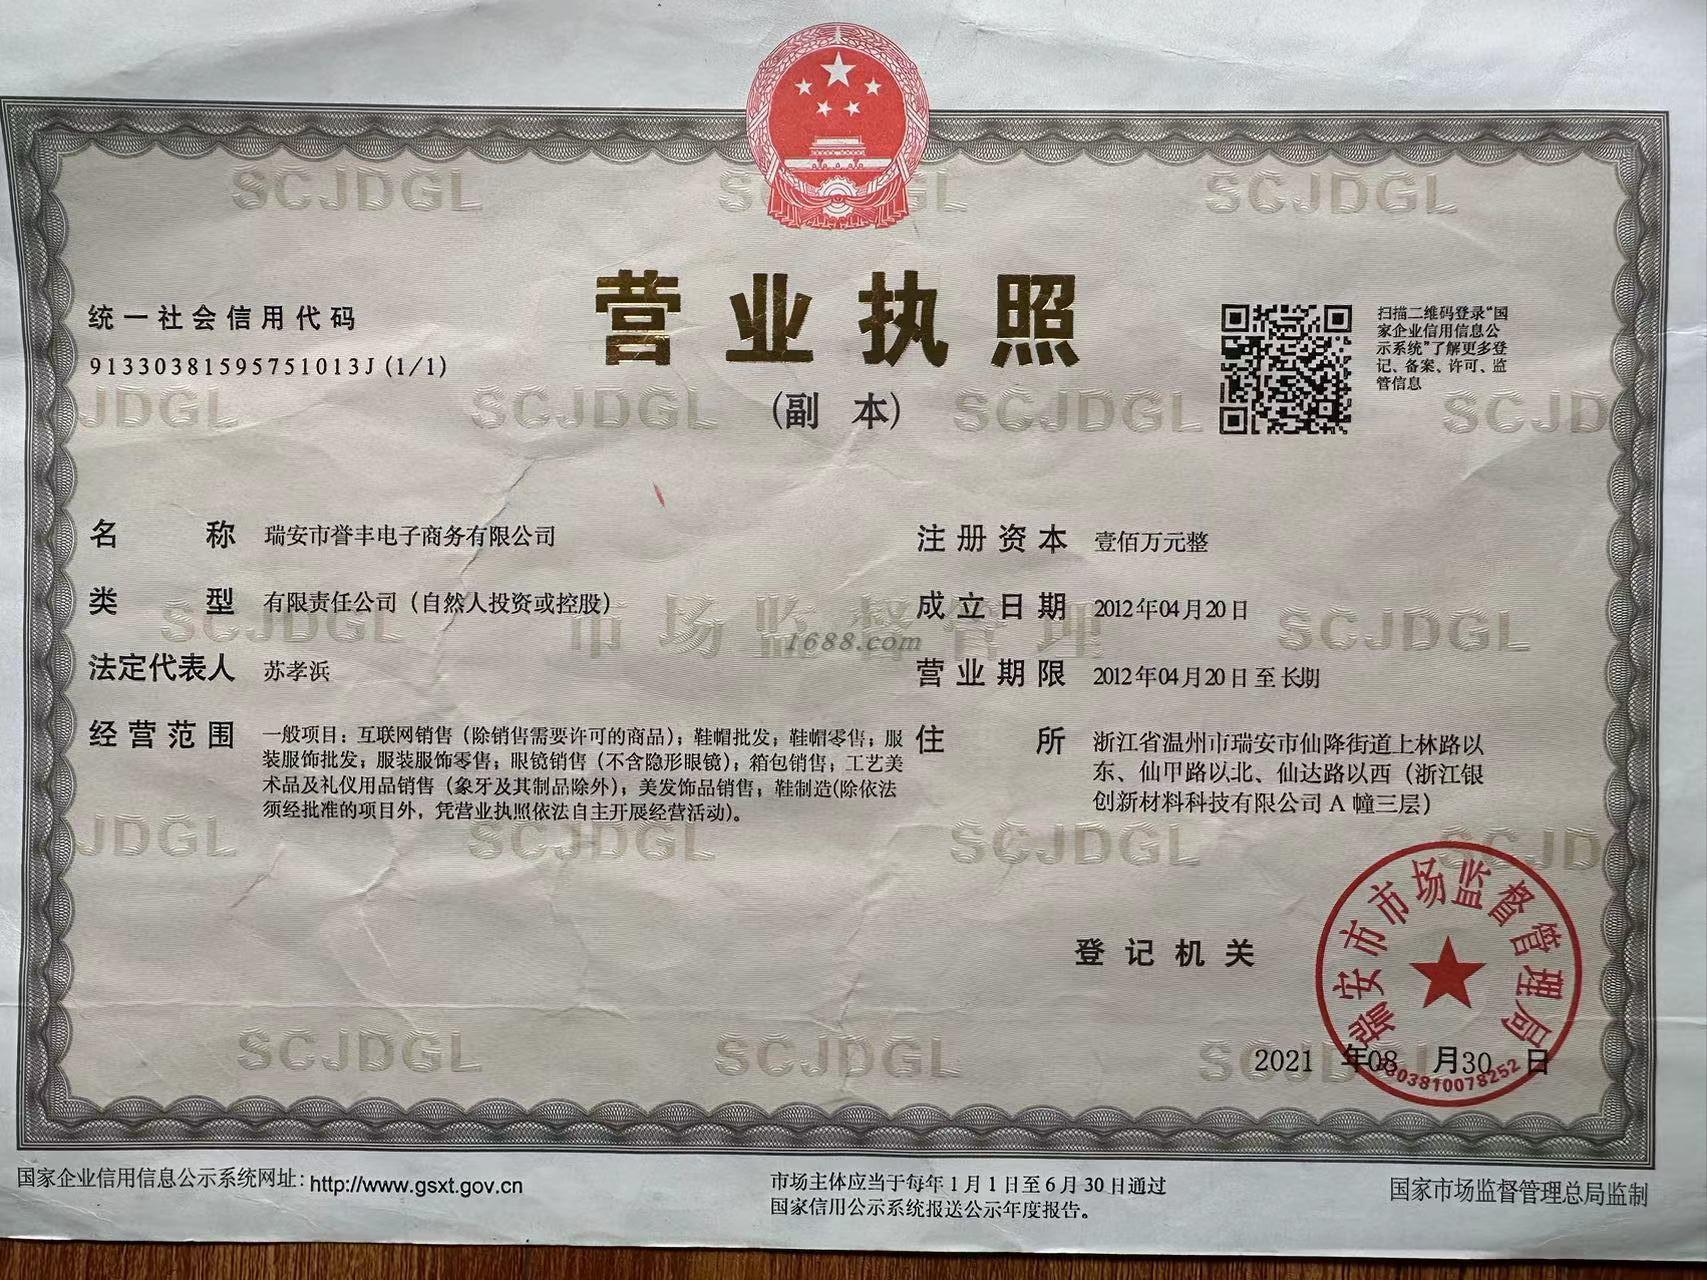 营业执照
(副 本)
统一社会信用代码
91330381595751013J (1/1)
扫描二维码登录“国
家企业信用信息公
示系统”了解更多登
记、备案、许可、监
管信息
名 称 瑞安市誉丰电子商务有限公司
类 型 有限责任公司（自然人投资或控股）
法定代表人 苏孝浜
经营范围 一般项目：互联网销售（除销售需要许可的商品）；鞋帽批发；鞋帽零售；服
装服饰批发；服装服饰零售；眼镜销售（不含隐形眼镜）；箱包销售；工艺美
术品及礼仪用品销售（象牙及其制品除外）；美发饰品销售；鞋制造(除依法
须经批准的项目外，凭营业执照依法自主开展经营活动)。
注册资本 壹佰万元整
成立日期 2012年04月20日
营业期限 2012年04月20日至长期
住 所 浙江省温州市瑞安市仙降街道上林路以
东、仙甲路以北、仙达路以西（浙江银
创新材料科技有限公司 A 幢三层）
登记机关
瑞安市市场监督管理局
2021 年08 月30 日
3303810078252
SCJDGL
市场监督管理
1688.com
国家企业信用信息公示系统网址：http://www.gsxt.gov.cn
市场主体应当于每年1月1日至6月30日通过
国家信用公示系统报送公示年度报告。
国家市场监督管理总局监制